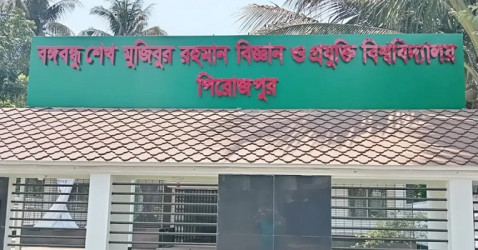 বঙ্গবন্ধু শেখ মুজিবুর রহমান বিজ্ঞান ও প্রযুক্তি বিশ্ববিদ্যালয়
পিরোজপুর